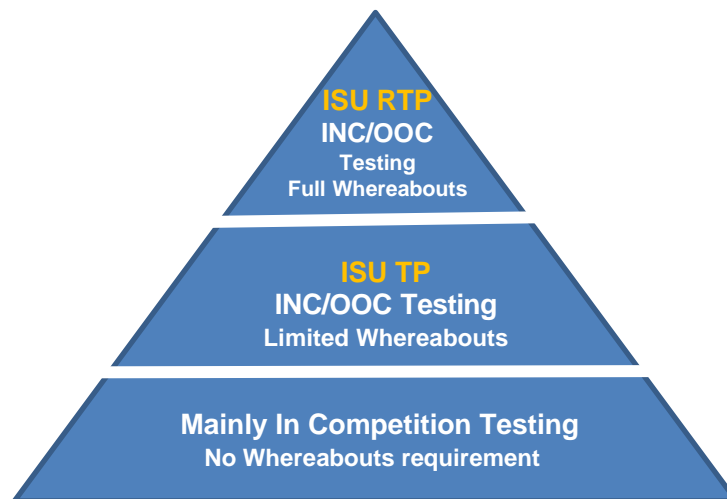 ISU RTP
INC/OOC
Testing
Full Whereabouts
ISU TP
INC/OOC Testing
Limited Whereabouts
Mainly In Competition Testing
No Whereabouts requirement